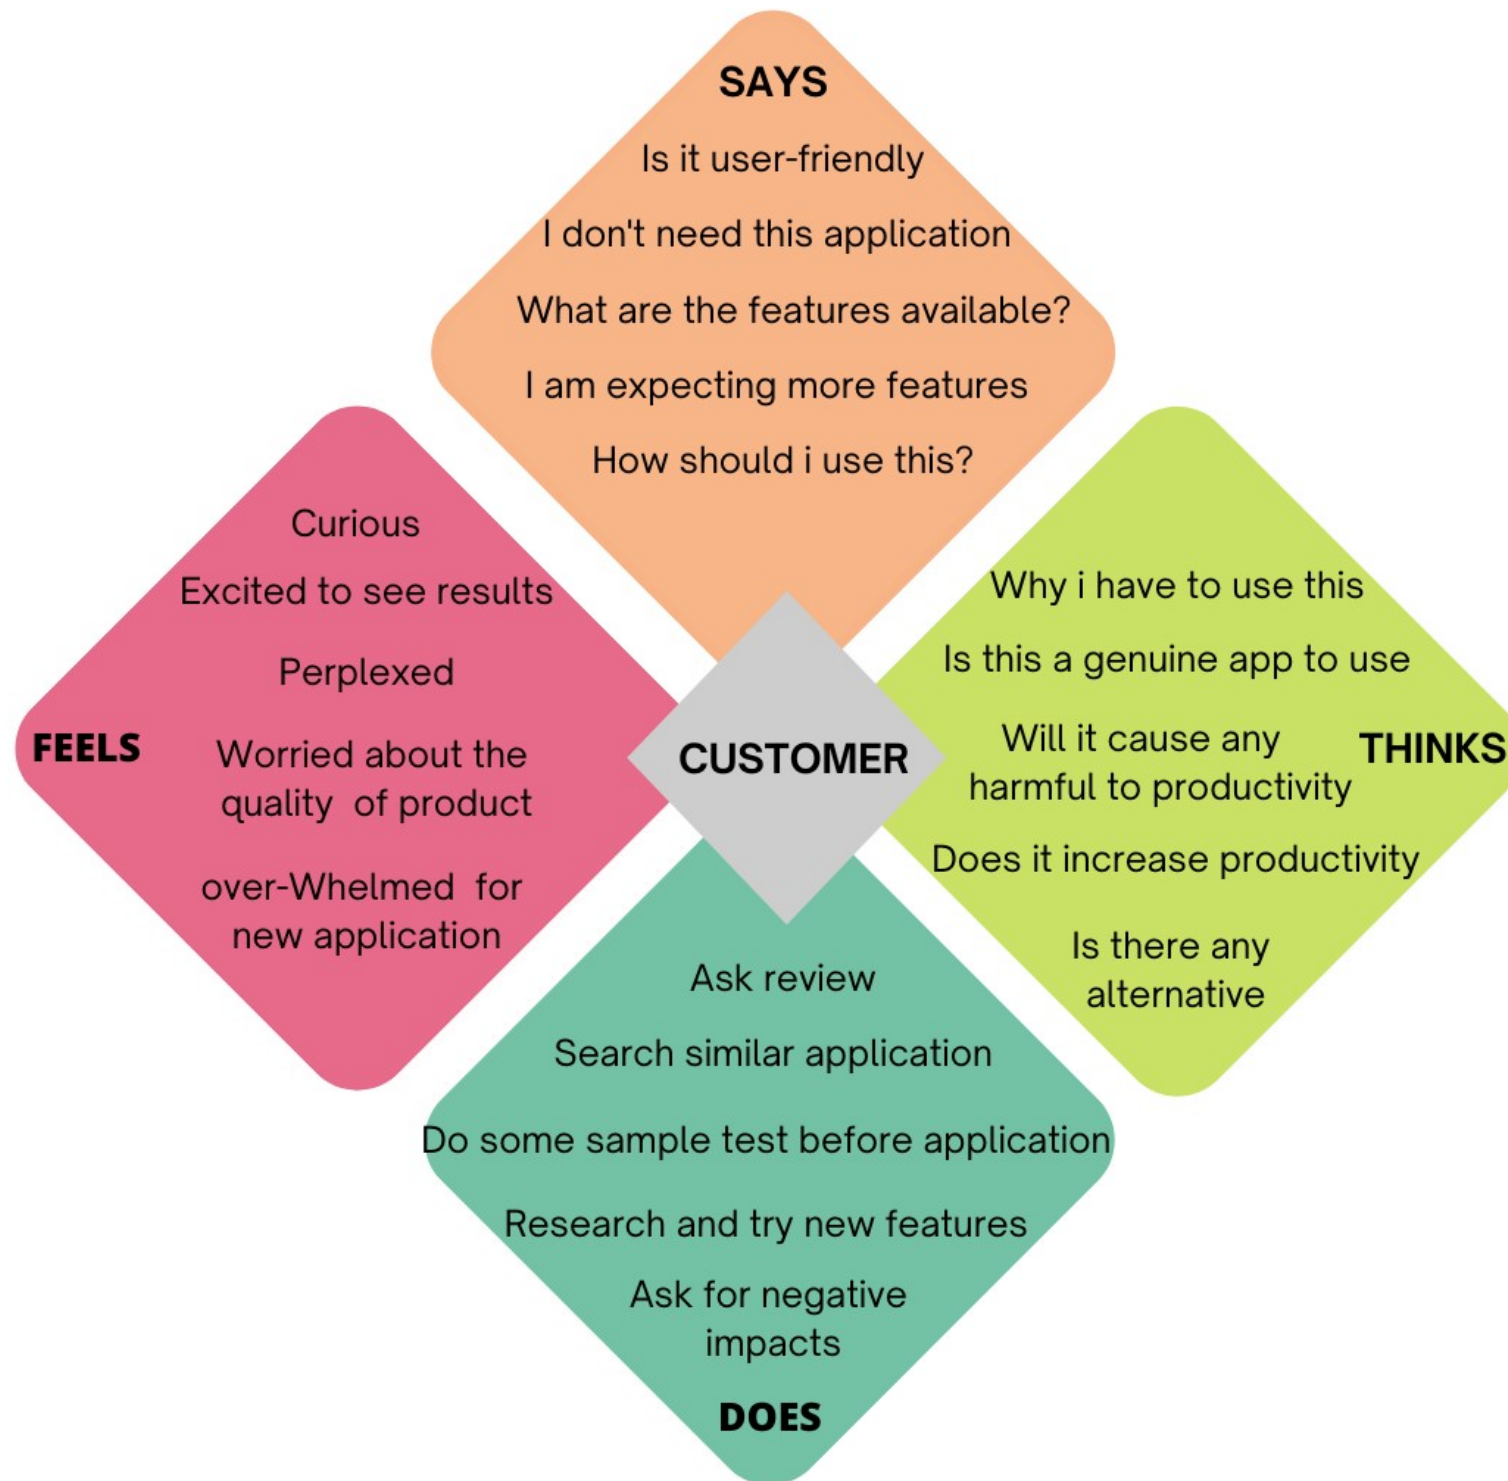 SAYS
Is it user-friendly
I don't need this application
What are the features available?
I am expecting more features
How should i use this?
FEELS
Curious
Excited to see results
Perplexed
Worried about the
quality of product
over-Whelmed for
new application
CUSTOMER
THINKS
Why i have to use this
Is this a genuine app to use
Will it cause any
harmful to productivity
Does it increase productivity
Is there any
alternative
Ask review
Search similar application
Do some sample test before application
Research and try new features
Ask for negative
impacts
DOES